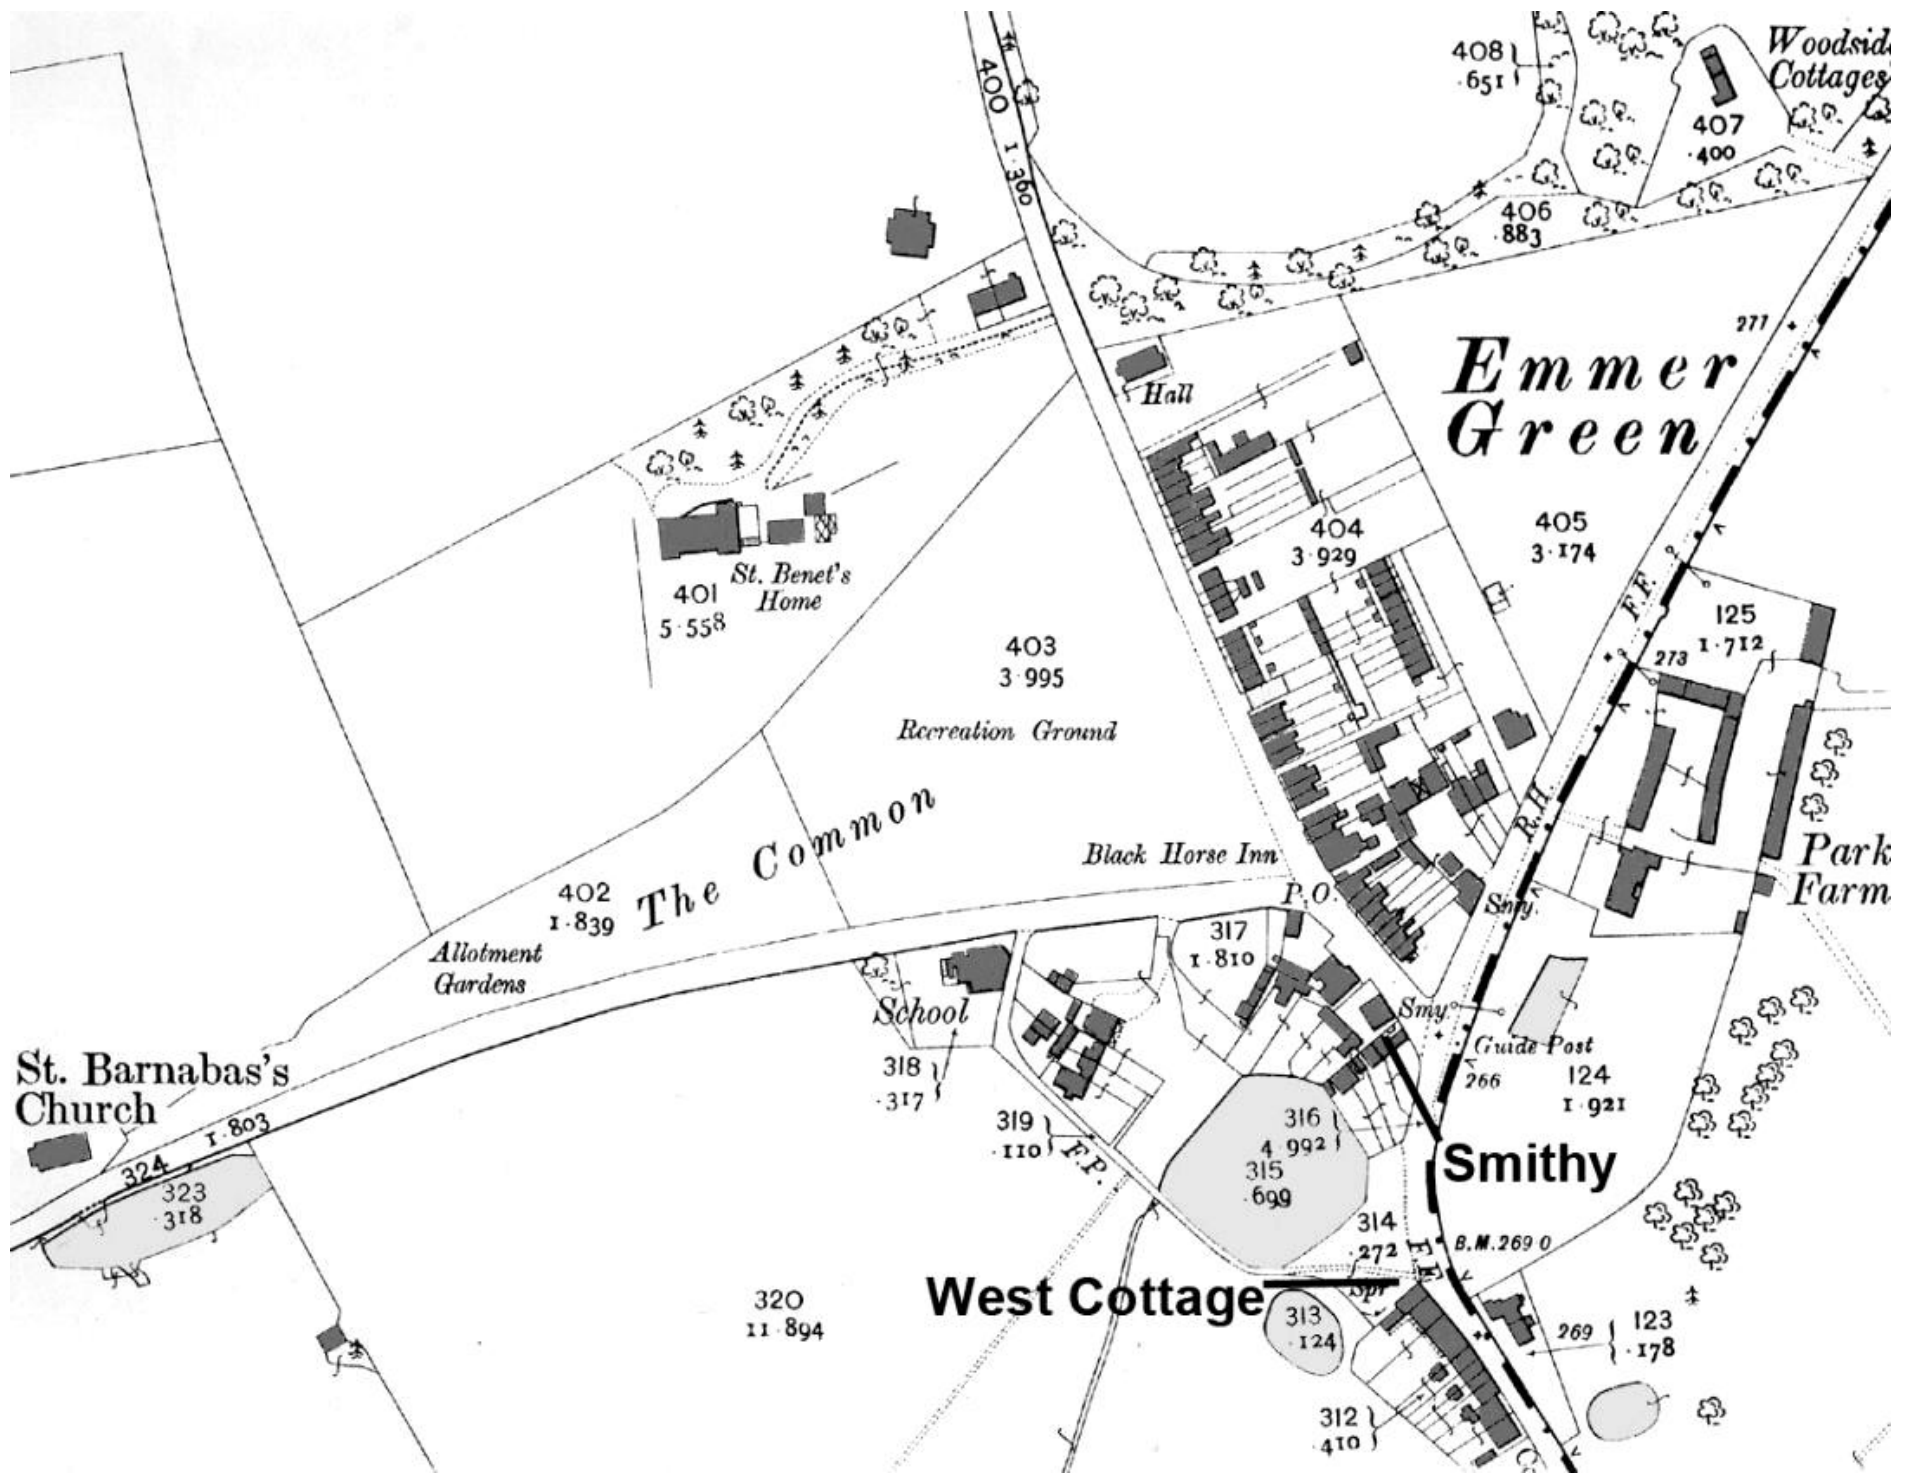 408
.651
Woodside
Cottages
407
.400
400
1.360
406
.883
277
Emmer
Green
Hall
404
3.929
405
3.174
F.F.
125
1.712
273
St. Benet's
Home
401
5.558
403
3.995
Recreation Ground
R.H.
Park
Farm
Black Horse Inn
P.O.
Smy.
402
1.839
The Common
Allotment
Gardens
317
1.810
School
318
.317
Smy
Guide Post
266
124
1.921
St. Barnabas's
Church
1.803
324
323
.318
319
.110
F.P.
316
4.992
315
.699
Smithy
314
.272
B.M.269.0
F.F.
West Cottage
Spr
313
.124
320
11.894
269
123
.178
312
.410